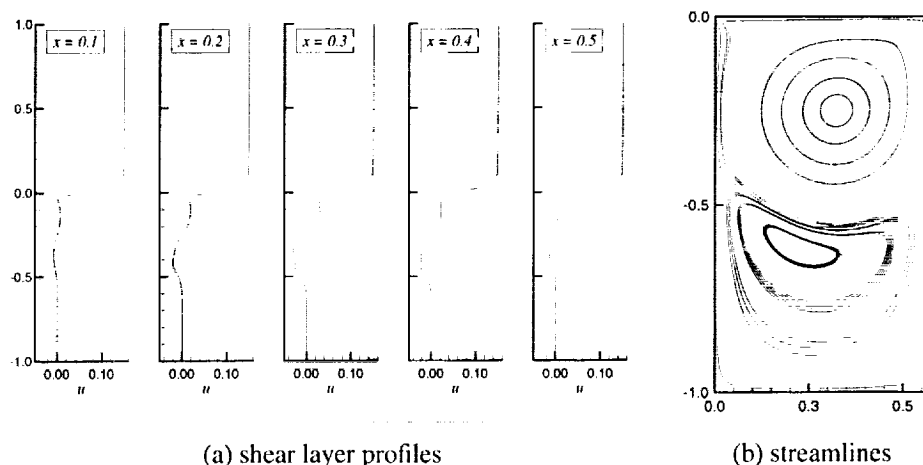 x = 0.1
x = 0.2
x = 0.3
x = 0.4
x = 0.5
1.0
0.5
0.0
-0.5
-1.0
0.00 0.10
0.00 0.10
0.00 0.10
0.00 0.10
0.00 0.10
u
u
u
u
u
(a) shear layer profiles
0.0
-0.5
-1.0
0.0 0.3 0.5
(b) streamlines